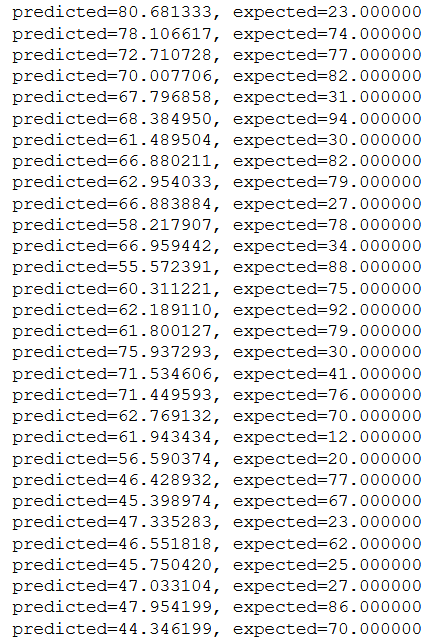 predicted=80.681333, expected=23.000000
predicted=78.106617, expected=74.000000
predicted=72.710728, expected=77.000000
predicted=70.007706, expected=82.000000
predicted=67.796858, expected=31.000000
predicted=68.384950, expected=94.000000
predicted=61.489504, expected=30.000000
predicted=66.880211, expected=82.000000
predicted=62.954033, expected=79.000000
predicted=66.883884, expected=27.000000
predicted=58.217907, expected=78.000000
predicted=66.959442, expected=34.000000
predicted=55.572391, expected=88.000000
predicted=60.311221, expected=75.000000
predicted=62.189110, expected=92.000000
predicted=61.800127, expected=79.000000
predicted=75.937293, expected=30.000000
predicted=71.534606, expected=41.000000
predicted=71.449593, expected=76.000000
predicted=62.769132, expected=70.000000
predicted=61.943434, expected=12.000000
predicted=56.590374, expected=20.000000
predicted=46.428932, expected=77.000000
predicted=45.398974, expected=67.000000
predicted=47.335283, expected=23.000000
predicted=46.551818, expected=62.000000
predicted=45.750420, expected=25.000000
predicted=47.033104, expected=27.000000
predicted=47.954199, expected=86.000000
predicted=44.346199, expected=70.000000